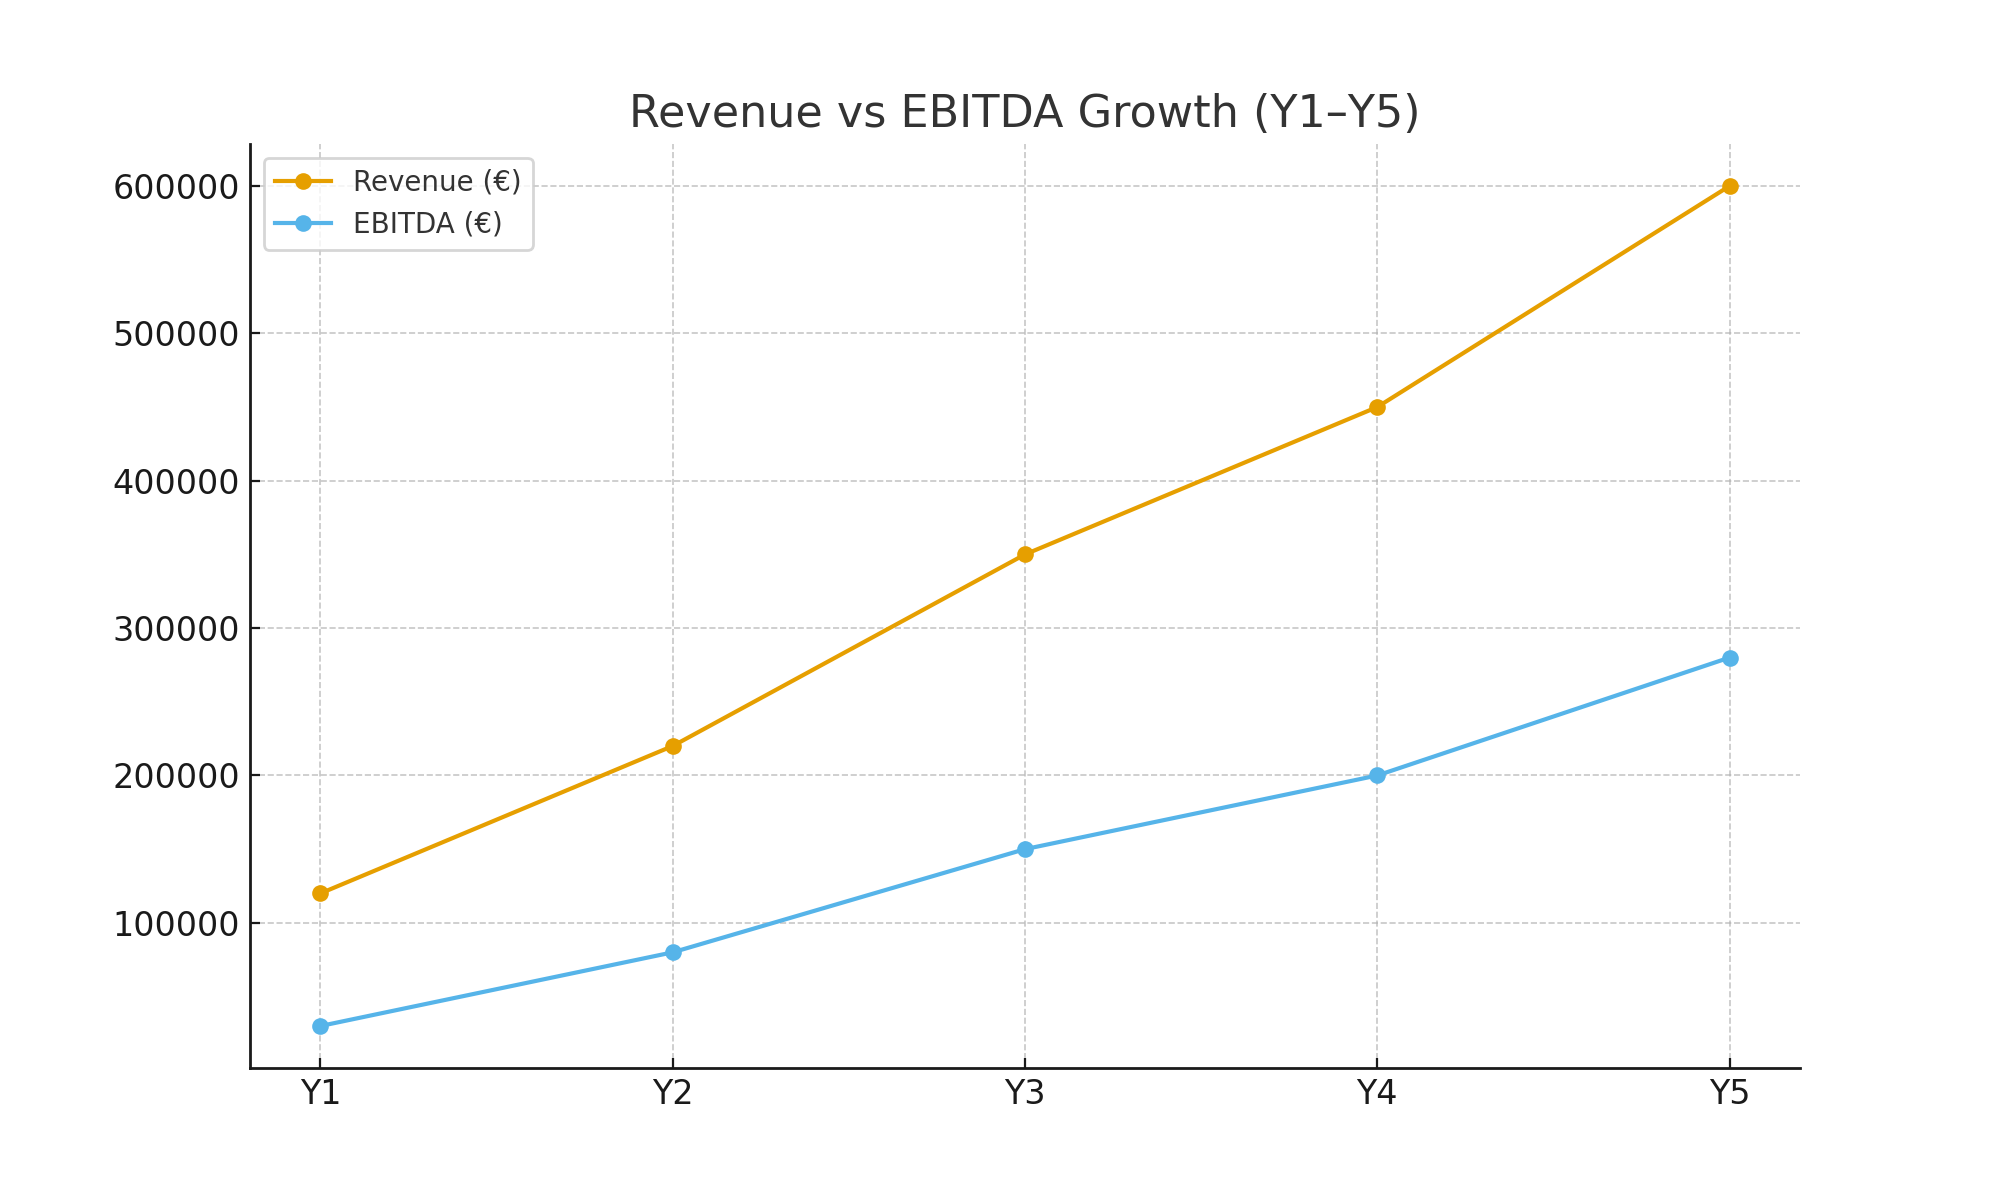 Revenue vs EBITDA Growth (Y1–Y5)
Revenue (€)
EBITDA (€)
600000
500000
400000
300000
200000
100000
Y1 Y2 Y3 Y4 Y5